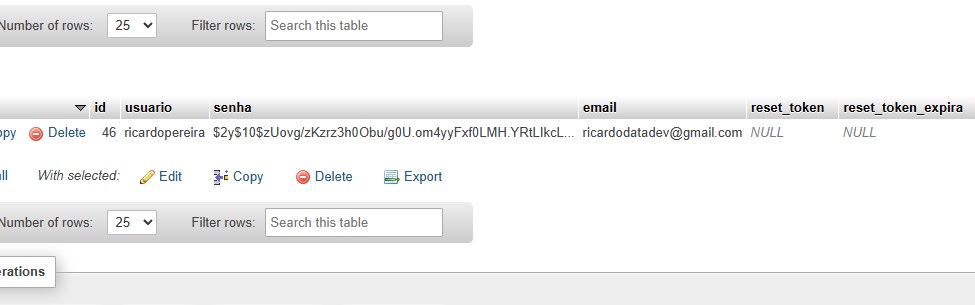 Number of rows: 25 Filter rows: Search this table
id usuario senha email reset_token reset_token_expira
opy Delete 46 ricardopereira $2y$10$zUovg/zKzrz3h0Obu/g0U.om4yyFxf0LMH.YRtLIkcL... ricardodatadev@gmail.com NULL NULL
all With selected: Edit Copy Delete Export
Number of rows: 25 Filter rows: Search this table
erations